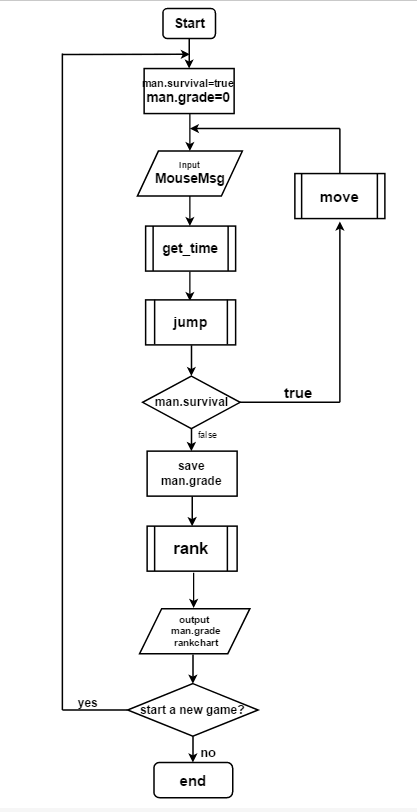 Start
man.survival=true
man.grade=0
Input
MouseMsg
move
get_time
jump
man.survival
true
false
save
man.grade
rank
output
man.grade
rankchart
start a new game?
yes
no
end